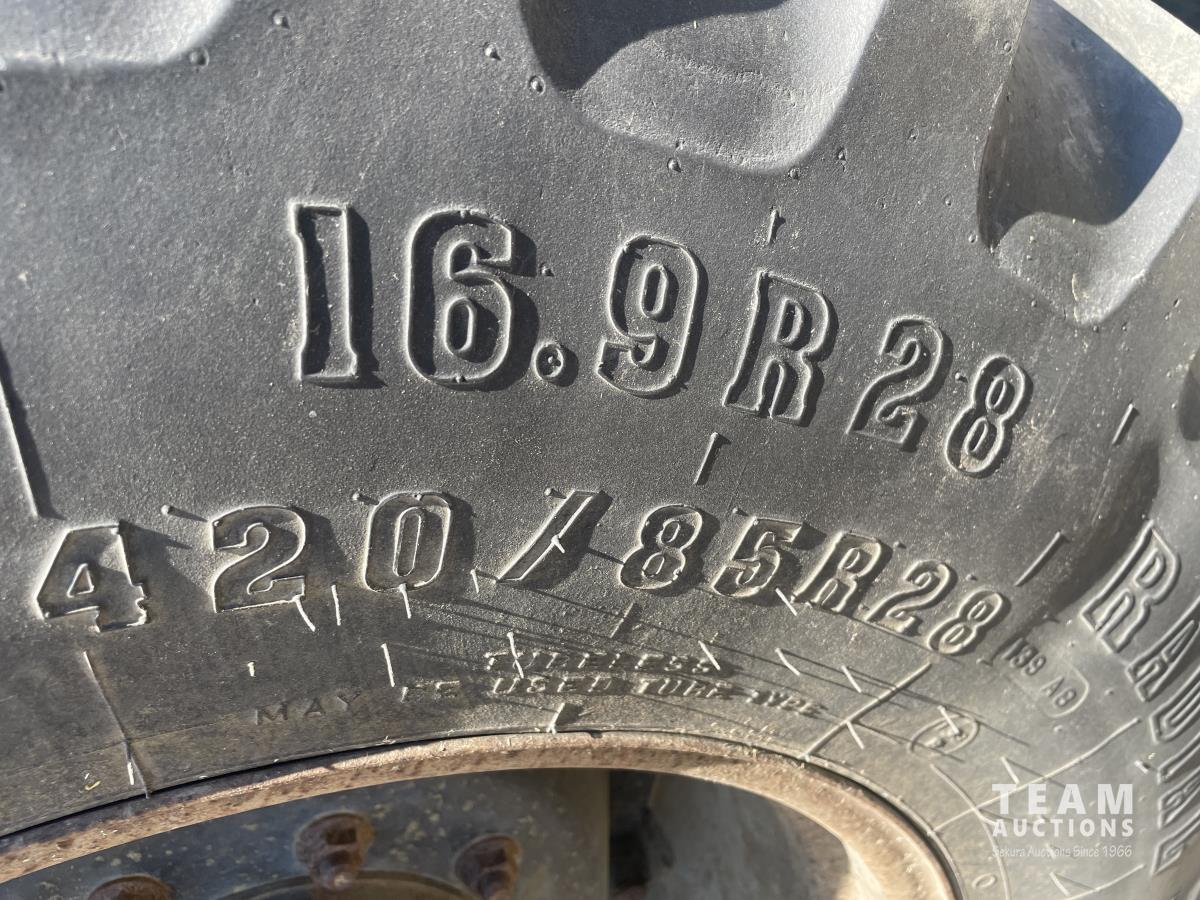 16.9R28
420/85R28
139 A8
TUBELESS
MAY BE USED TUBE TYPE
RADIAL
TEAM
AUCTIONS
Sekura Auctions Since 1966